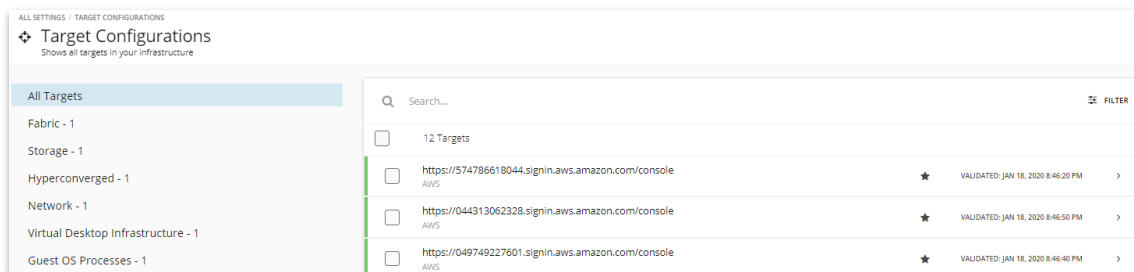 ALL SETTINGS / TARGET CONFIGURATIONS
Target Configurations
Shows all targets in your infrastructure
All Targets
Fabric - 1
Storage - 1
Hyperconverged - 1
Network - 1
Virtual Desktop Infrastructure - 1
Guest OS Processes - 1
Search...
FILTER
12 Targets
https://574786618044.signin.aws.amazon.com/console
AWS
VALIDATED: JAN 18, 2020 8:46:20 PM
https://044313062328.signin.aws.amazon.com/console
AWS
VALIDATED: JAN 18, 2020 8:46:50 PM
https://049749227601.signin.aws.amazon.com/console
AWS
VALIDATED: JAN 18, 2020 8:46:40 PM